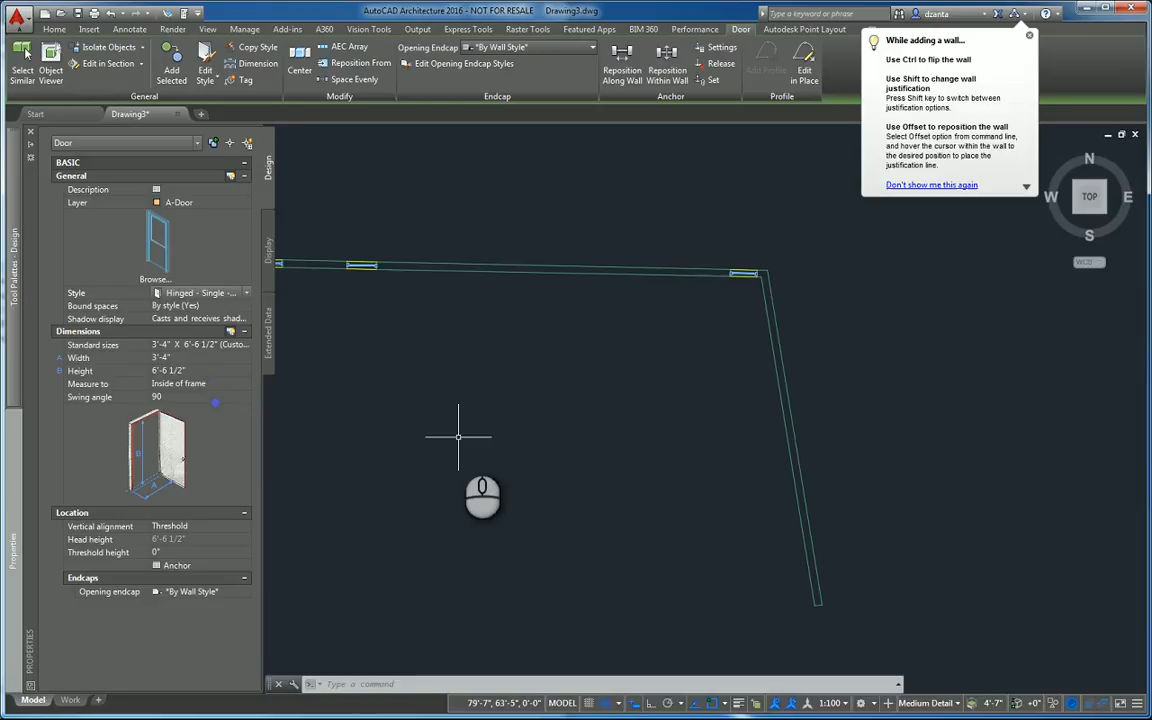 AutoCAD Architecture 2016 - NOT FOR RESALE   Drawing3.dwg
Type a keyword or phrase
dzanta
Home Insert Annotate Render View Manage Add-ins A360 Vision Tools Output Express Tools Raster Tools Featured Apps BIM 360 Performance Door Autodesk Point Layout
Select Similar
Object Viewer
Isolate Objects
Edit in Section
Add Selected
Edit Style
Copy Style
Dimension
Tag
General
Center
AEC Array
Reposition From
Space Evenly
Modify
Opening Endcap *By Wall Style*
Edit Opening Endcap Styles
Endcap
Reposition Along Wall
Reposition Within Wall
Settings
Release
Set
Anchor
Add Profile
Edit in Place
Profile
While adding a wall...
Use Ctrl to flip the wall
Use Shift to change wall
justification
Press Shift key to switch between
justification options.
Use Offset to reposition the wall
Select Offset option from command line,
and hover the cursor within the wall to
the desired position to place the
justification line.
Don't show me this again
Start
Drawing3*
N
W TOP E
S
WCS
Tool Palettes - Design
PROPERTIES
Properties
Design
Display
Extended Data
Door
BASIC
General
Description
Layer A-Door
Browse...
Style Hinged - Single -...
Bound spaces By style (Yes)
Shadow display Casts and receives shad...
Dimensions
Standard sizes 3'-4" X 6'-6 1/2" (Custo...
A Width 3'-4"
B Height 6'-6 1/2"
Measure to Inside of frame
Swing angle 90
B
A
Location
Vertical alignment Threshold
Head height 6'-6 1/2"
Threshold height 0"
Anchor
Endcaps
Opening endcap *By Wall Style*
0
Type a command
Model Work
79'-7", 63'-5", 0'-0" MODEL 1:100 Medium Detail 4'-7" +0"